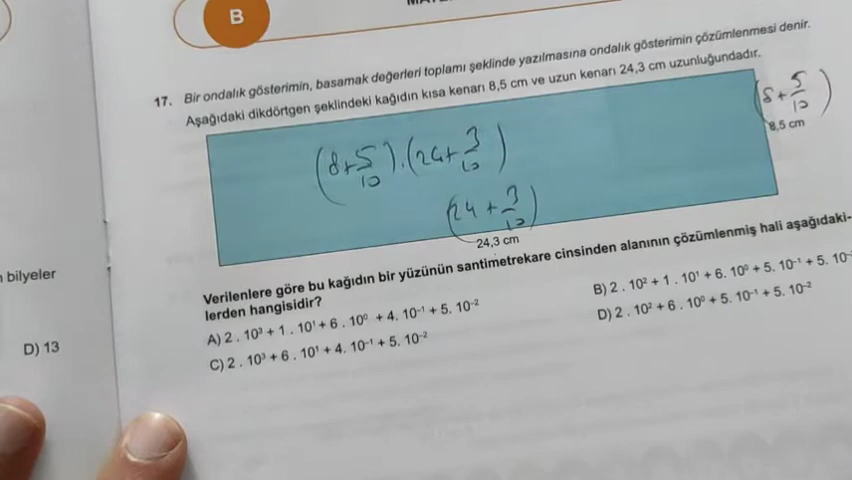 B
17. Bir ondalık gösterimin, basamak değerleri toplamı şeklinde yazılmasına ondalık gösterimin çözümlenmesi denir.
Aşağıdaki dikdörtgen şeklindeki kağıdın kısa kenarı 8,5 cm ve uzun kenarı 24,3 cm uzunluğundadır.
(8+5/10).(24+3/10)
(8+5/10)
8,5 cm
(24+3/10)
24,3 cm
Verilenlere göre bu kağıdın bir yüzünün santimetrekare cinsinden alanının çözümlenmiş hali aşağıdaki-
lerden hangisidir?
A) 2 . 10³ + 1 . 10¹ + 6 . 10⁰ + 4. 10⁻¹ + 5. 10⁻²
B) 2 . 10² + 1 . 10¹ + 6. 10⁰ + 5. 10⁻¹ + 5. 10⁻
C) 2 . 10³ + 6 . 10¹ + 4. 10⁻¹ + 5. 10⁻²
D) 2 . 10² + 6 . 10⁰ + 5. 10⁻¹ + 5. 10⁻²
bilyeler
D) 13